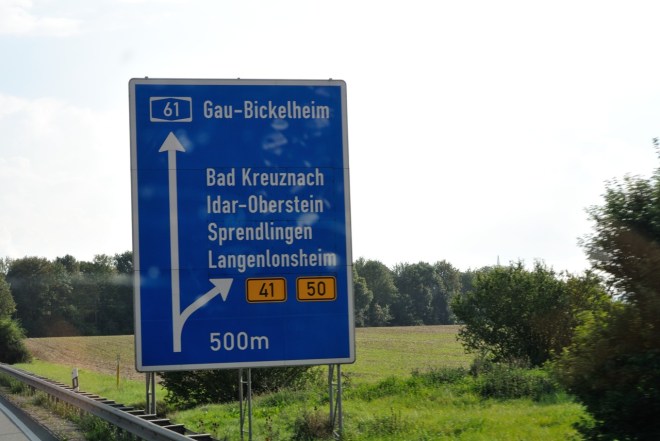 61 Gau-Bickelheim
Bad Kreuznach
Idar-Oberstein
Sprendlingen
Langenlonsheim
41 50
500m